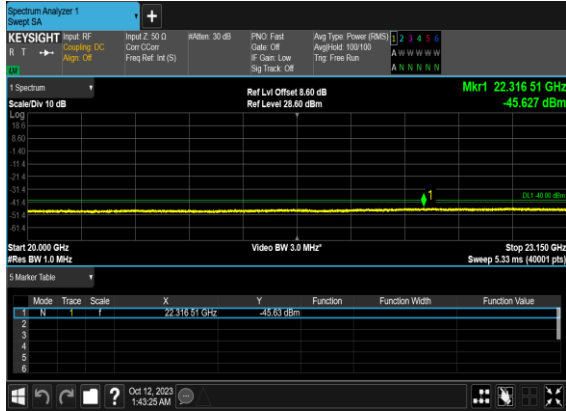 Spectrum Analyzer 1
Swept SA
+
KEYSIGHT Input: RF Input Z: 50 Ω #Atten: 30 dB PNO: Fast Avg Type: Power (RMS) 1 2 3 4 5 6
R T Coupling: DC Corr CCorr Gate: Off Avg|Hold: 100/100 A W W W W W
Align: Off Freq Ref: Int (S) IF Gain: Low Trig: Free Run
LXI Sig Track: Off A N N N N N
1 Spectrum Ref Lvl Offset 8.60 dB Mkr1 22.316 51 GHz
Scale/Div 10 dB Ref Level 28.60 dBm -45.627 dBm
Log
18.6
8.60
-1.40
-11.4
-21.4
-31.4
1
DL1 -40.00 dBm
-41.4
-51.4
-61.4
Start 20.000 GHz Video BW 3.0 MHz* Stop 23.150 GHz
#Res BW 1.0 MHz Sweep 5.33 ms (40001 pts)
5 Marker Table
Mode Trace Scale X Y Function Function Width Function Value
1 N 1 f 22.316 51 GHz -45.63 dBm
2
3
4
5
6
? Oct 12, 2023
1:43:25 AM